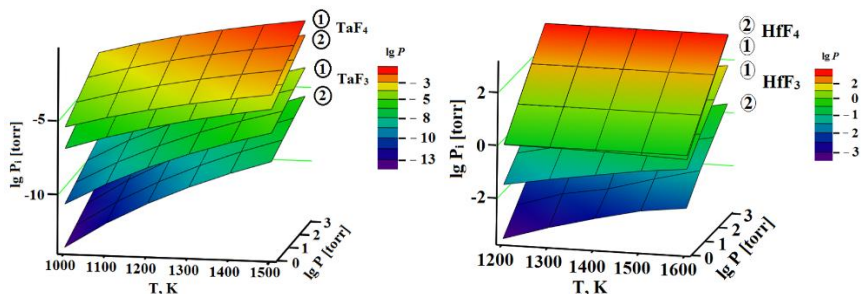 ① TaF₄
②
① TaF₃
②
lg P
− 3
− 5
− 8
− 10
− 13
lg Pᵢ [torr]
-5
-10
1000 1100 1200 1300 1400 1500
T, K
0 1 2 3
lg P [torr]
② HfF₄
①
① HfF₃
②
lg P
2
0
−1
−2
−3
lg Pᵢ [torr]
2
0
-2
1200 1300 1400 1500 1600
T, K
0 1 2 3
lg P [torr]